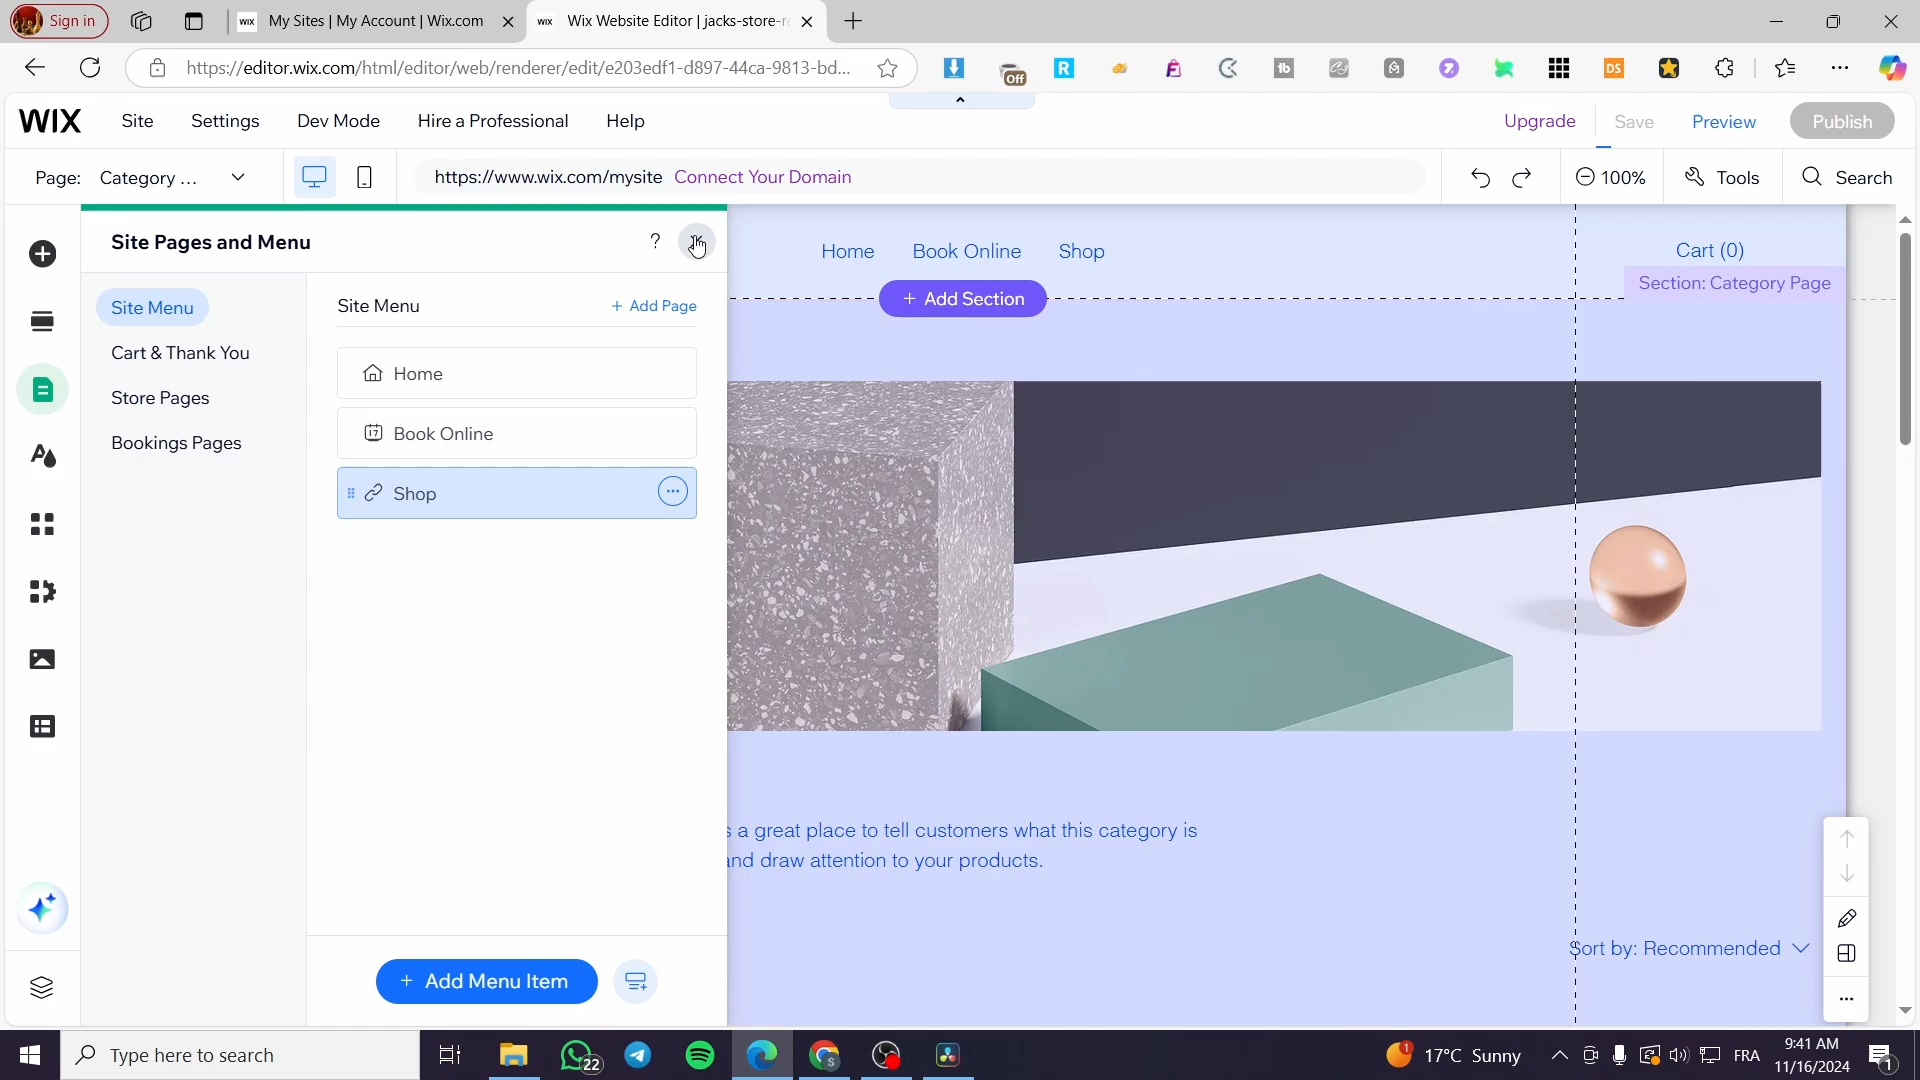 Sign in
WIX My Sites | My Account | Wix.com
WIX Wix Website Editor | jacks-store-r
https://editor.wix.com/html/editor/web/renderer/edit/e203edf1-d897-44ca-9813-bd...
Off
WIX
Site
Settings
Dev Mode
Hire a Professional
Help
Upgrade
Save
Preview
Publish
Page: Category ...
https://www.wix.com/mysite Connect Your Domain
100%
Tools
Search
Site Pages and Menu
?
Site Menu
Cart & Thank You
Store Pages
Bookings Pages
Site Menu
+ Add Page
Home
17 Book Online
Shop
+ Add Menu Item
Home
Book Online
Shop
Cart (0)
+ Add Section
Section: Category Page
a great place to tell customers what this category is
and draw attention to your products.
Sort by: Recommended
Type here to search
22
1
17°C Sunny
FRA
9:41 AM
11/16/2024
1